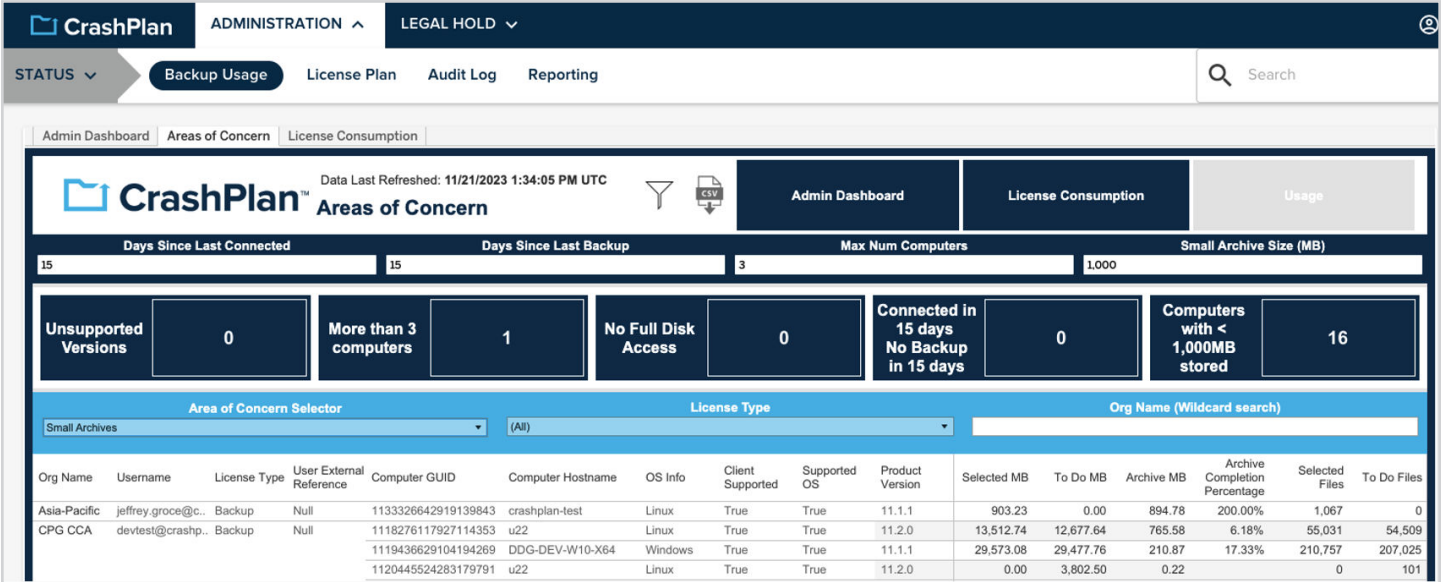 CrashPlan ADMINISTRATION LEGAL HOLD
STATUS Backup Usage License Plan Audit Log Reporting Search
Admin Dashboard Areas of Concern License Consumption
CrashPlan™ Data Last Refreshed: 11/21/2023 1:34:05 PM UTC
Areas of Concern
CSV
Admin Dashboard License Consumption Usage
Days Since Last Connected Days Since Last Backup Max Num Computers Small Archive Size (MB)
15 15 3 1,000
Unsupported
Versions
0
More than 3
computers
1
No Full Disk
Access
0
Connected in
15 days
No Backup
in 15 days
0
Computers
with <
1,000MB
stored
16
Area of Concern Selector License Type Org Name (Wildcard search)
Small Archives (All)
Org Name Username License Type User External Reference Computer GUID Computer Hostname OS Info Client Supported Supported OS Product Version Selected MB To Do MB Archive MB Archive Completion Percentage Selected Files To Do Files
Asia-Pacific jeffrey.groce@c.. Backup Null 1133326642919139843 crashplan-test Linux True True 11.1.1 903.23 0.00 894.78 200.00% 1,067 0
CPG CCA devtest@crashp.. Backup Null 1118276117927114353 u22 Linux True True 11.2.0 13,512.74 12,677.64 765.58 6.18% 55,031 54,509
1119436629104194269 DDG-DEV-W10-X64 Windows True True 11.1.1 29,573.08 29,477.76 210.87 17.33% 210,757 207,025
1120445524283179791 u22 Linux True True 11.2.0 0.00 3,802.50 0.22 0 101